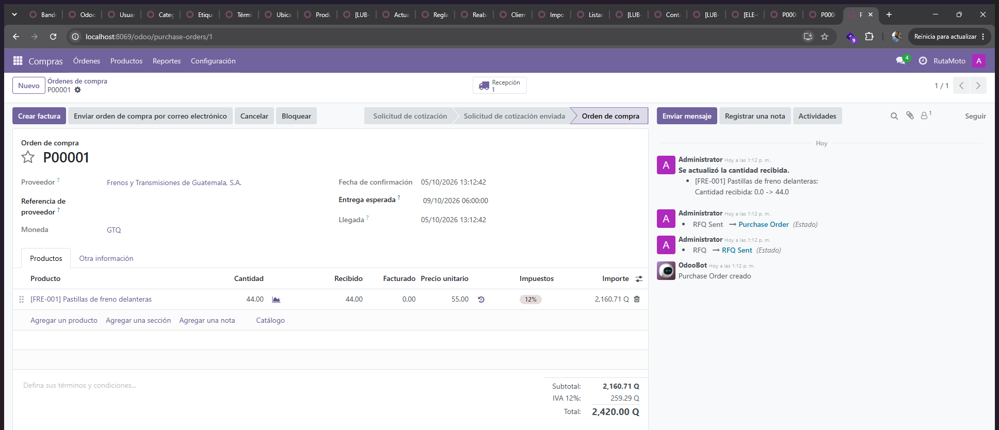 Band
Odoo
Usuar
Categ
Etique
Térmi
Ubica
Produ
[LUB-
Actua
Regla
Reab
Client
Impo
Listas
[LUB-
Conta
[LUB-
[ELE-
P000
P000
P
localhost:8069/odoo/purchase-orders/1
9
Reinicia para actualizar
Compras
Órdenes
Productos
Reportes
Configuración
4
RutaMoto
A
Nuevo
Órdenes de compra
P00001
Recepción
1
1 / 1
Crear factura
Enviar orden de compra por correo electrónico
Cancelar
Bloquear
Solicitud de cotización
Solicitud de cotización enviada
Orden de compra
Enviar mensaje
Registrar una nota
Actividades
1
Seguir
Orden de compra
P00001
Proveedor ?
Frenos y Transmisiones de Guatemala, S.A.
Referencia de
proveedor ?
Moneda
GTQ
Fecha de confirmación
05/10/2026 13:12:42
Entrega esperada ?
09/10/2026 06:00:00
Llegada ?
05/10/2026 13:12:42
Productos
Otra información
Producto
Cantidad
Recibido
Facturado
Precio unitario
Impuestos
Importe
[FRE-001] Pastillas de freno delanteras
44.00
44.00
0.00
55.00
12%
2,160.71 Q
Agregar un producto
Agregar una sección
Agregar una nota
Catálogo
Defina sus términos y condiciones...
Subtotal:
2,160.71 Q
IVA 12%:
259.29 Q
Total:
2,420.00 Q
Hoy
A
Administrator Hoy a las 1:12 p. m.
Se actualizó la cantidad recibida.
• [FRE-001] Pastillas de freno delanteras:
Cantidad recibida: 0.0 -> 44.0
A
Administrator Hoy a las 1:12 p. m.
• RFQ Sent → Purchase Order (Estado)
A
Administrator Hoy a las 1:12 p. m.
• RFQ → RFQ Sent (Estado)
OdooBot Hoy a las 1:12 p. m.
Purchase Order creado